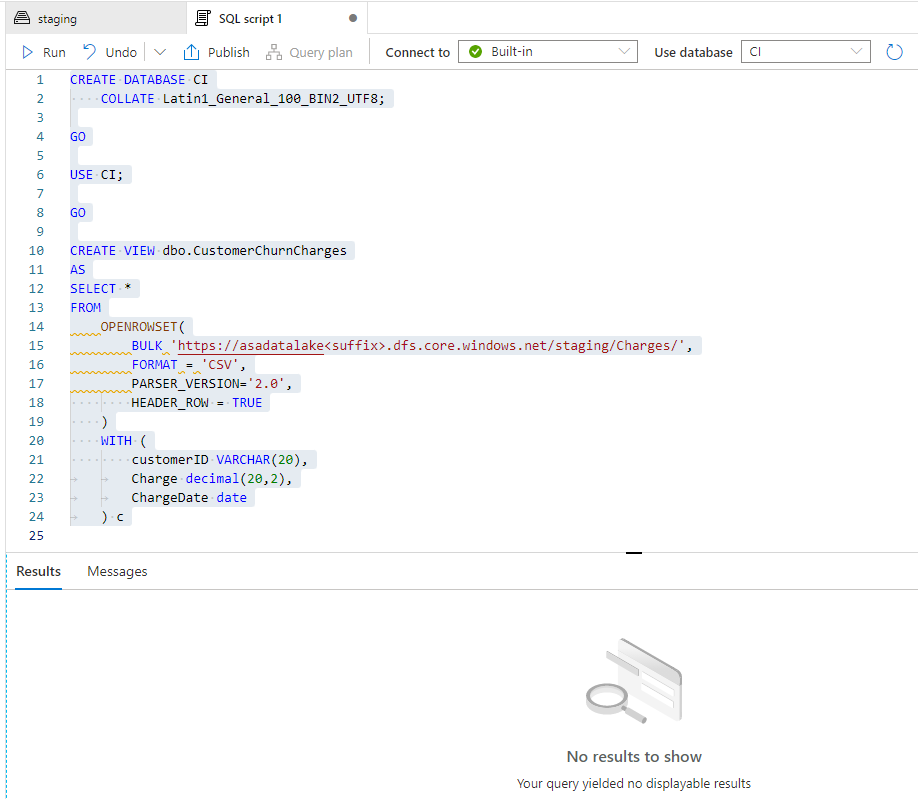 staging
SQL script 1
Run Undo Publish Query plan Connect to Built-in Use database CI
1 CREATE DATABASE CI
2 COLLATE Latin1_General_100_BIN2_UTF8;
3
4 GO
5
6 USE CI;
7
8 GO
9
10 CREATE VIEW dbo.CustomerChurnCharges
11 AS
12 SELECT *
13 FROM
14 OPENROWSET(
15 BULK 'https://asadatalake<suffix>.dfs.core.windows.net/staging/Charges/',
16 FORMAT = 'CSV',
17 PARSER_VERSION='2.0',
18 HEADER_ROW = TRUE
19 )
20 WITH (
21 customerID VARCHAR(20),
22 Charge decimal(20,2),
23 ChargeDate date
24 ) c
25
Results Messages
No results to show
Your query yielded no displayable results